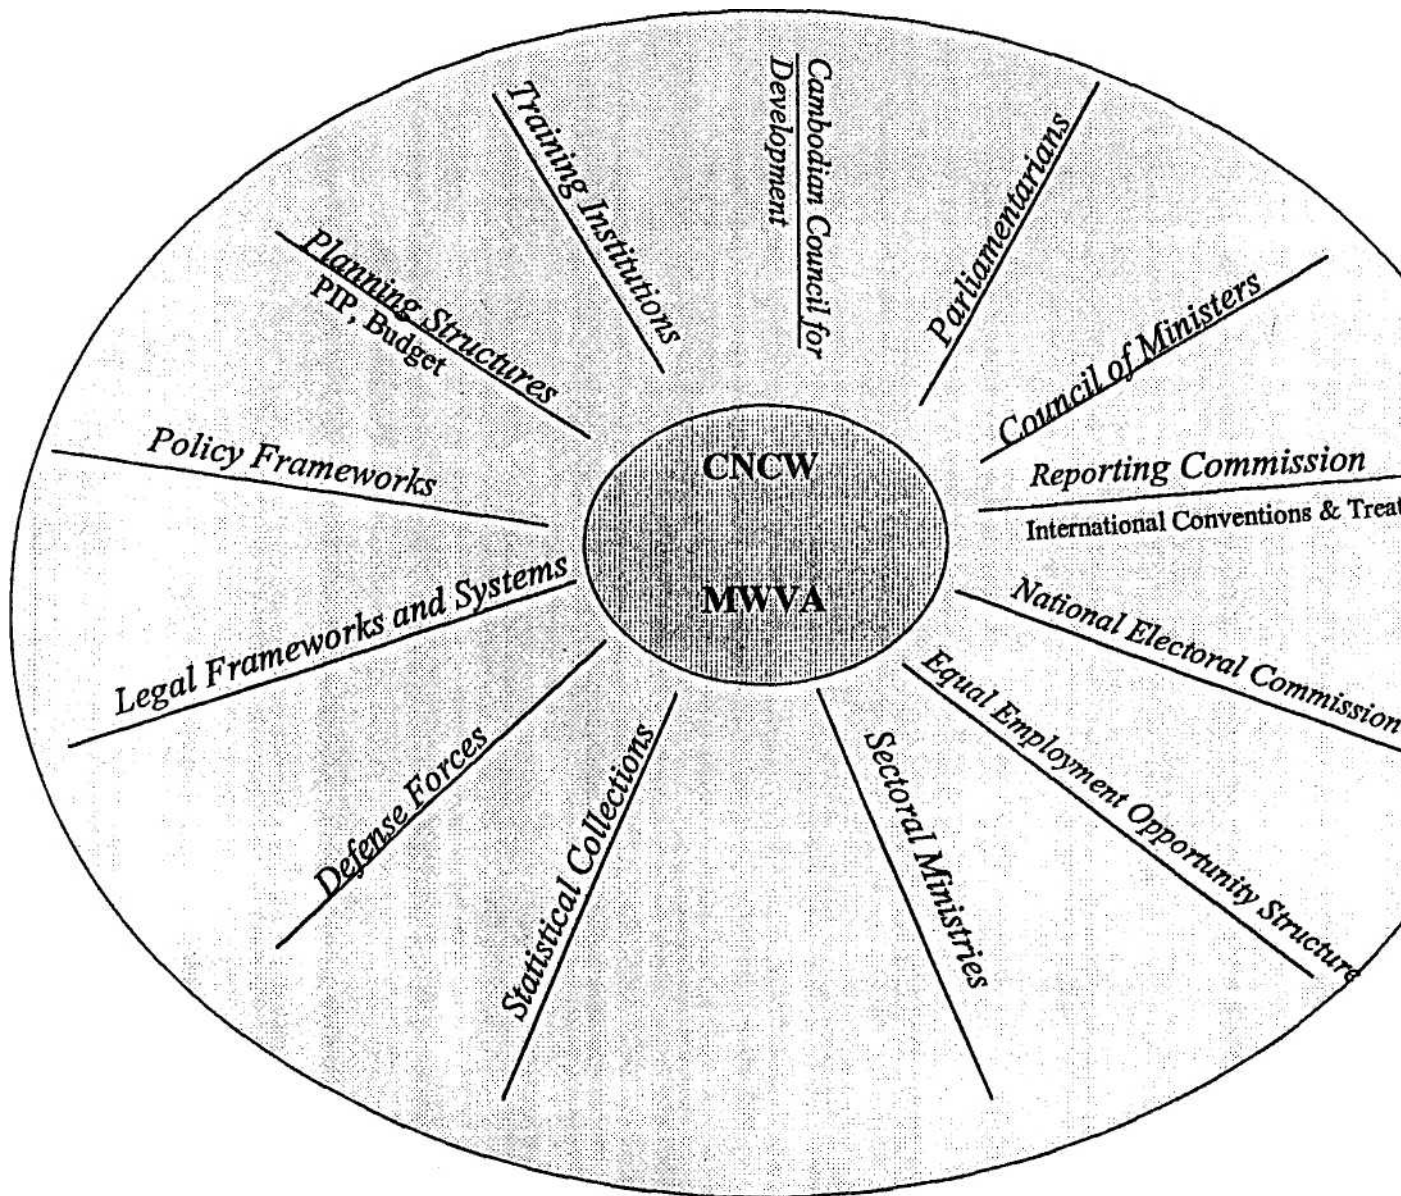 Cambodian Council for
Development
Parliamentarians
Council of Ministers
Reporting Commission
International Conventions &
National Electoral Commission
Equal Employment Opportunity Structure
Sectoral Ministries
Statistical Collections
Defense Forces
Legal Frameworks and Systems
Policy Frameworks
Planning Structures
PIP, Budget
Training Institutions
CNCW
MWVA